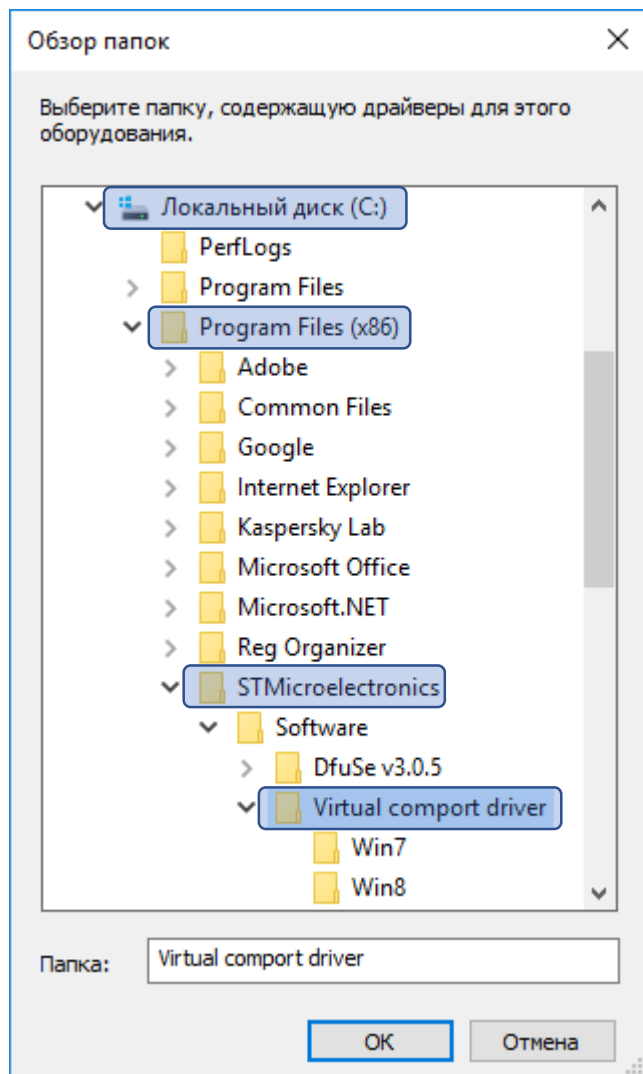 Обзор папок
Выберите папку, содержащую драйверы для этого
оборудования.
Локальный диск (C:)
PerfLogs
Program Files
Program Files (x86)
Adobe
Common Files
Google
Internet Explorer
Kaspersky Lab
Microsoft Office
Microsoft.NET
Reg Organizer
STMicroelectronics
Software
DfuSe v3.0.5
Virtual comport driver
Win7
Win8
Папка: Virtual comport driver
ОК Отмена